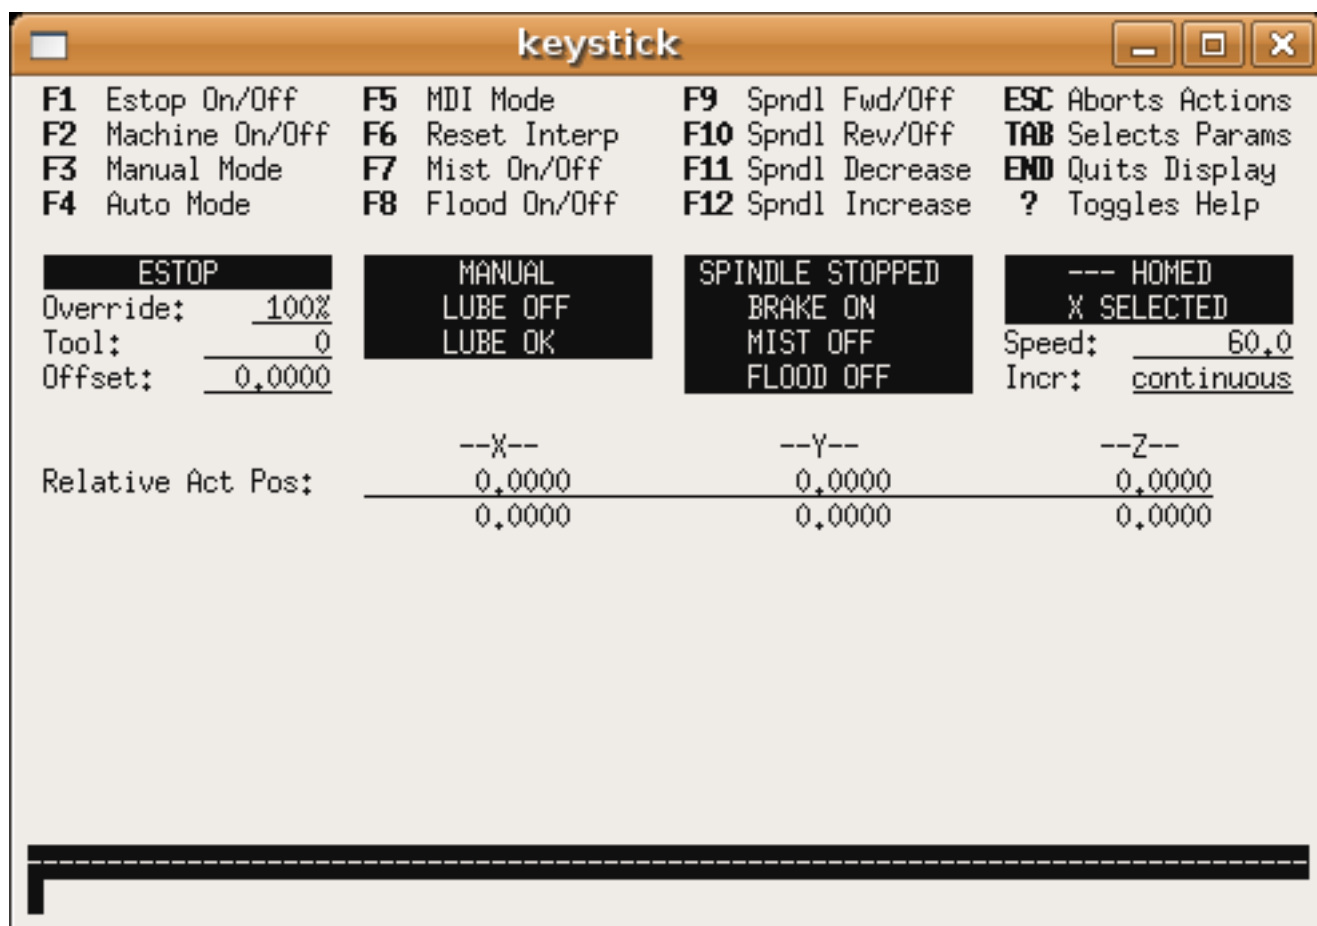 keystick
F1 Estop On/Off F5 MDI Mode F9 Spndl Fwd/Off ESC Aborts Actions
F2 Machine On/Off F6 Reset Interp F10 Spndl Rev/Off TAB Selects Params
F3 Manual Mode F7 Mist On/Off F11 Spndl Decrease END Quits Display
F4 Auto Mode F8 Flood On/Off F12 Spndl Increase ? Toggles Help
ESTOP MANUAL SPINDLE STOPPED --- HOMED
Override: 100% LUBE OFF BRAKE ON X SELECTED
Tool: 0 LUBE OK MIST OFF Speed: 60.0
Offset: 0.0000 FLOOD OFF Incr: continuous
--X-- --Y-- --Z--
Relative Act Pos: 0.0000 0.0000 0.0000
0.0000 0.0000 0.0000
--------------------------------------------------------------------------------